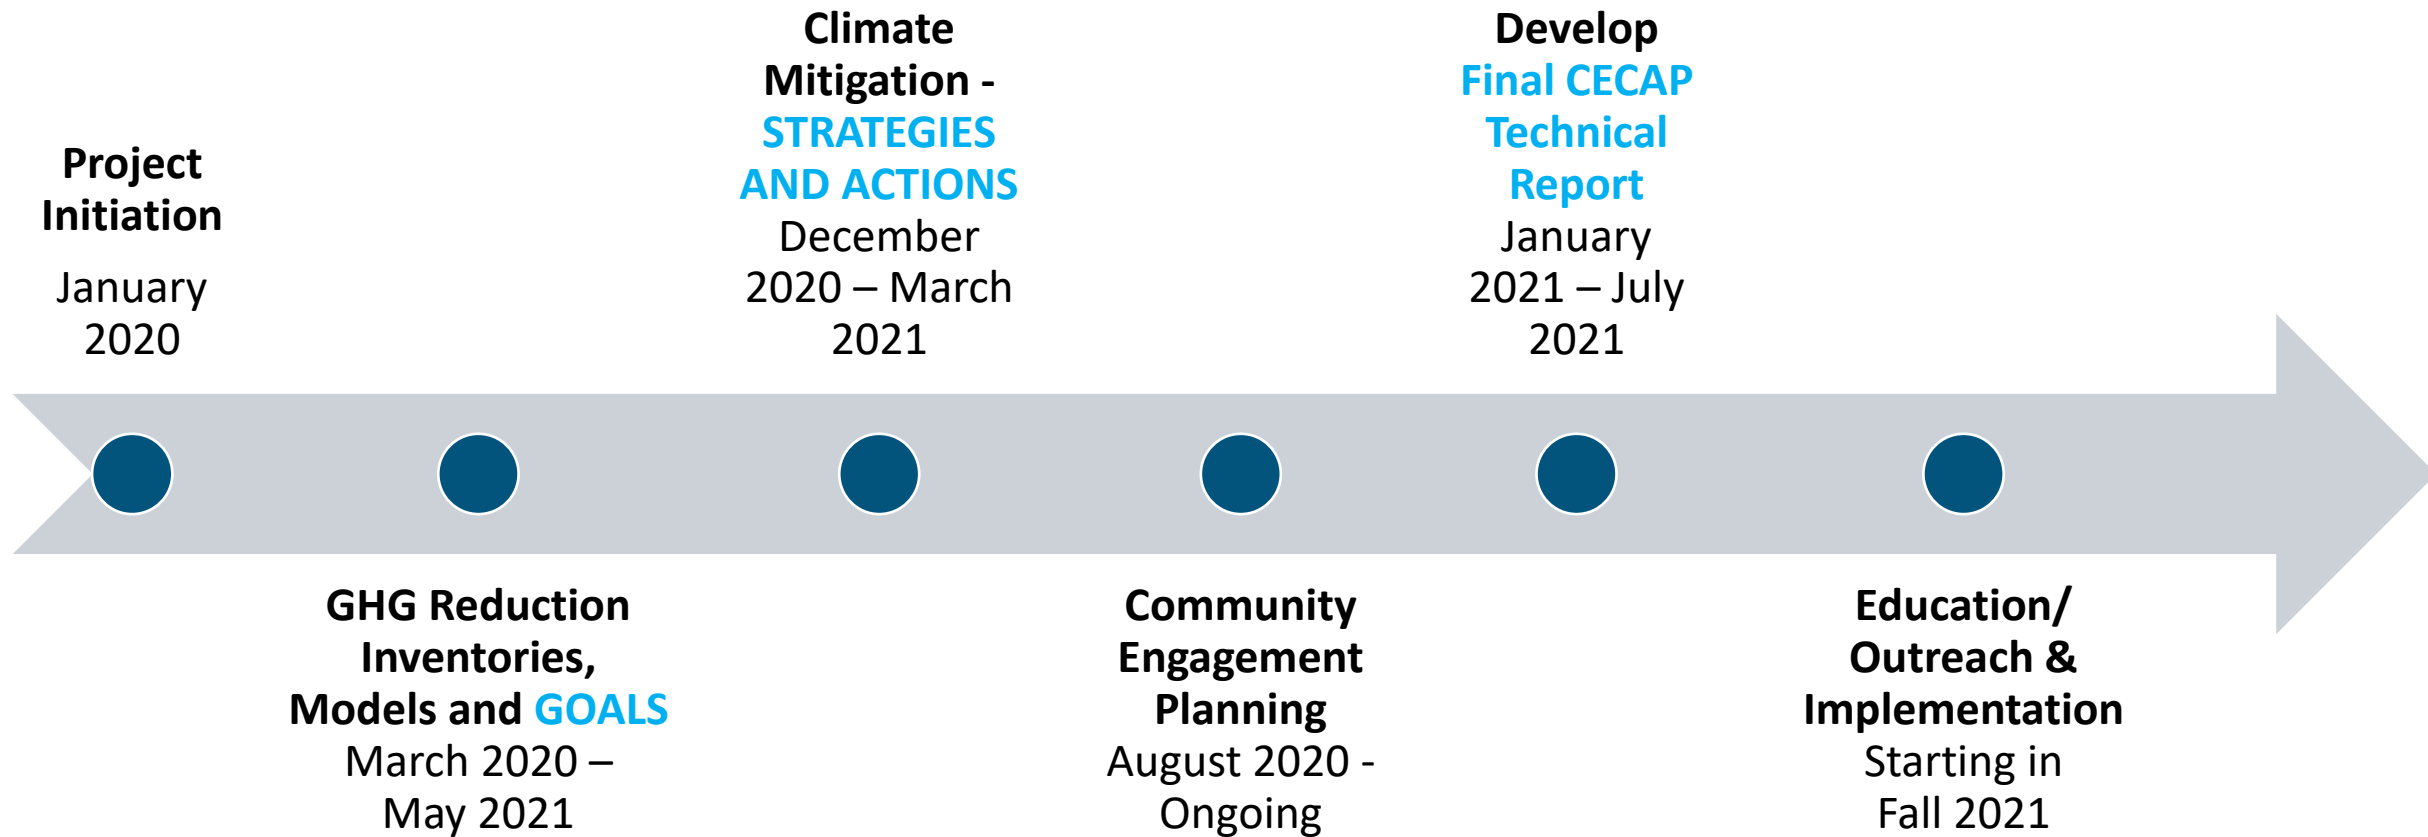 Project
Initiation
January
2020
GHG Reduction
Inventories,
Models and GOALS
March 2020 –
May 2021
Climate
Mitigation -
STRATEGIES
AND ACTIONS
December
2020 – March
2021
Community
Engagement
Planning
August 2020 -
Ongoing
Develop
Final CECAP
Technical
Report
January
2021 – July
2021
Education/
Outreach &
Implementation
Starting in
Fall 2021